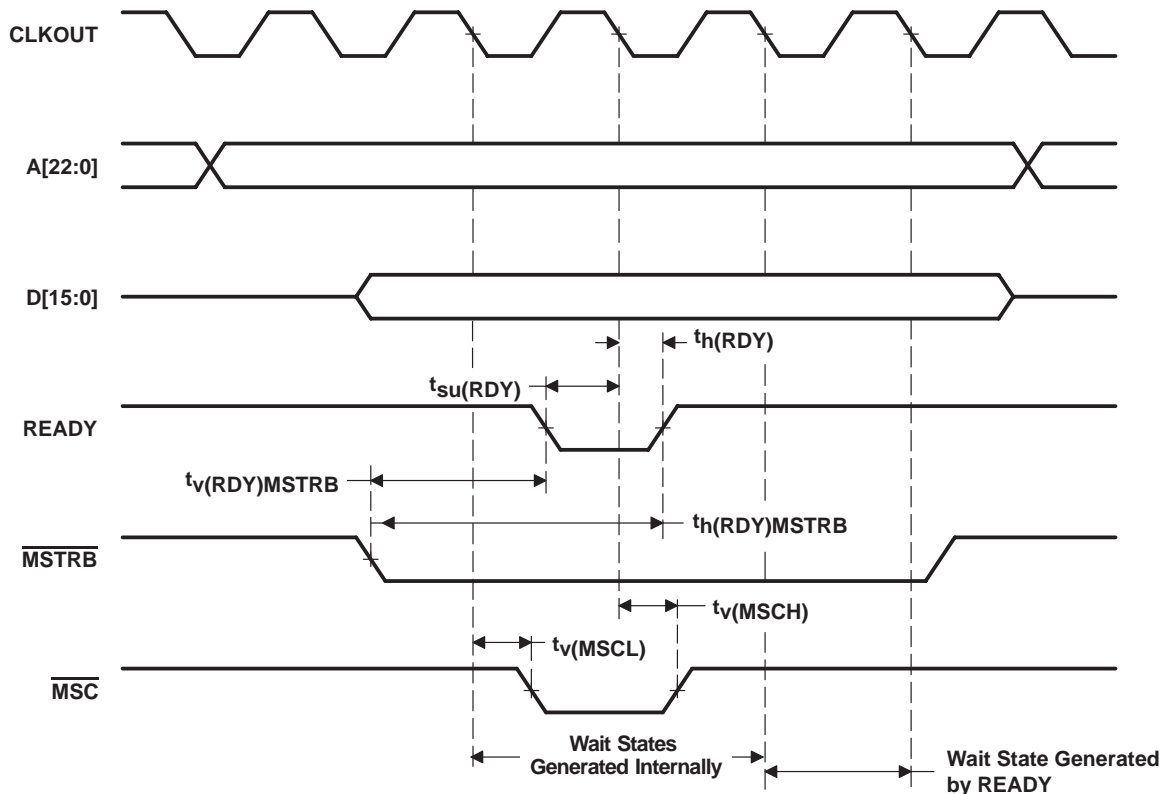 CLKOUT
A[22:0]
D[15:0]
th(RDY)
tsu(RDY)
READY
tv(RDY)MSTRB
th(RDY)MSTRB
MSTRB
tv(MSCH)
tv(MSCL)
MSC
Wait States
Generated Internally
Wait State Generated
by READY